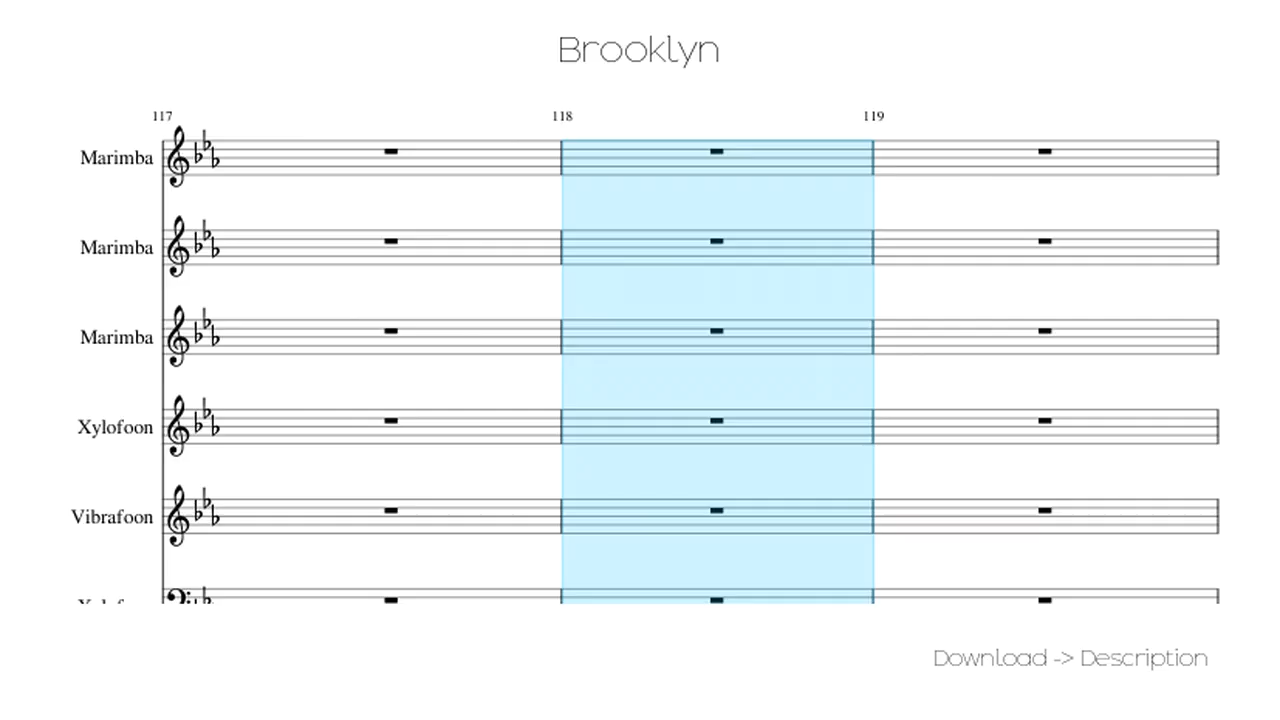 Brooklyn
117 118 119
Marimba
Marimba
Marimba
Xylofoon
Vibrafoon
Download -> Description